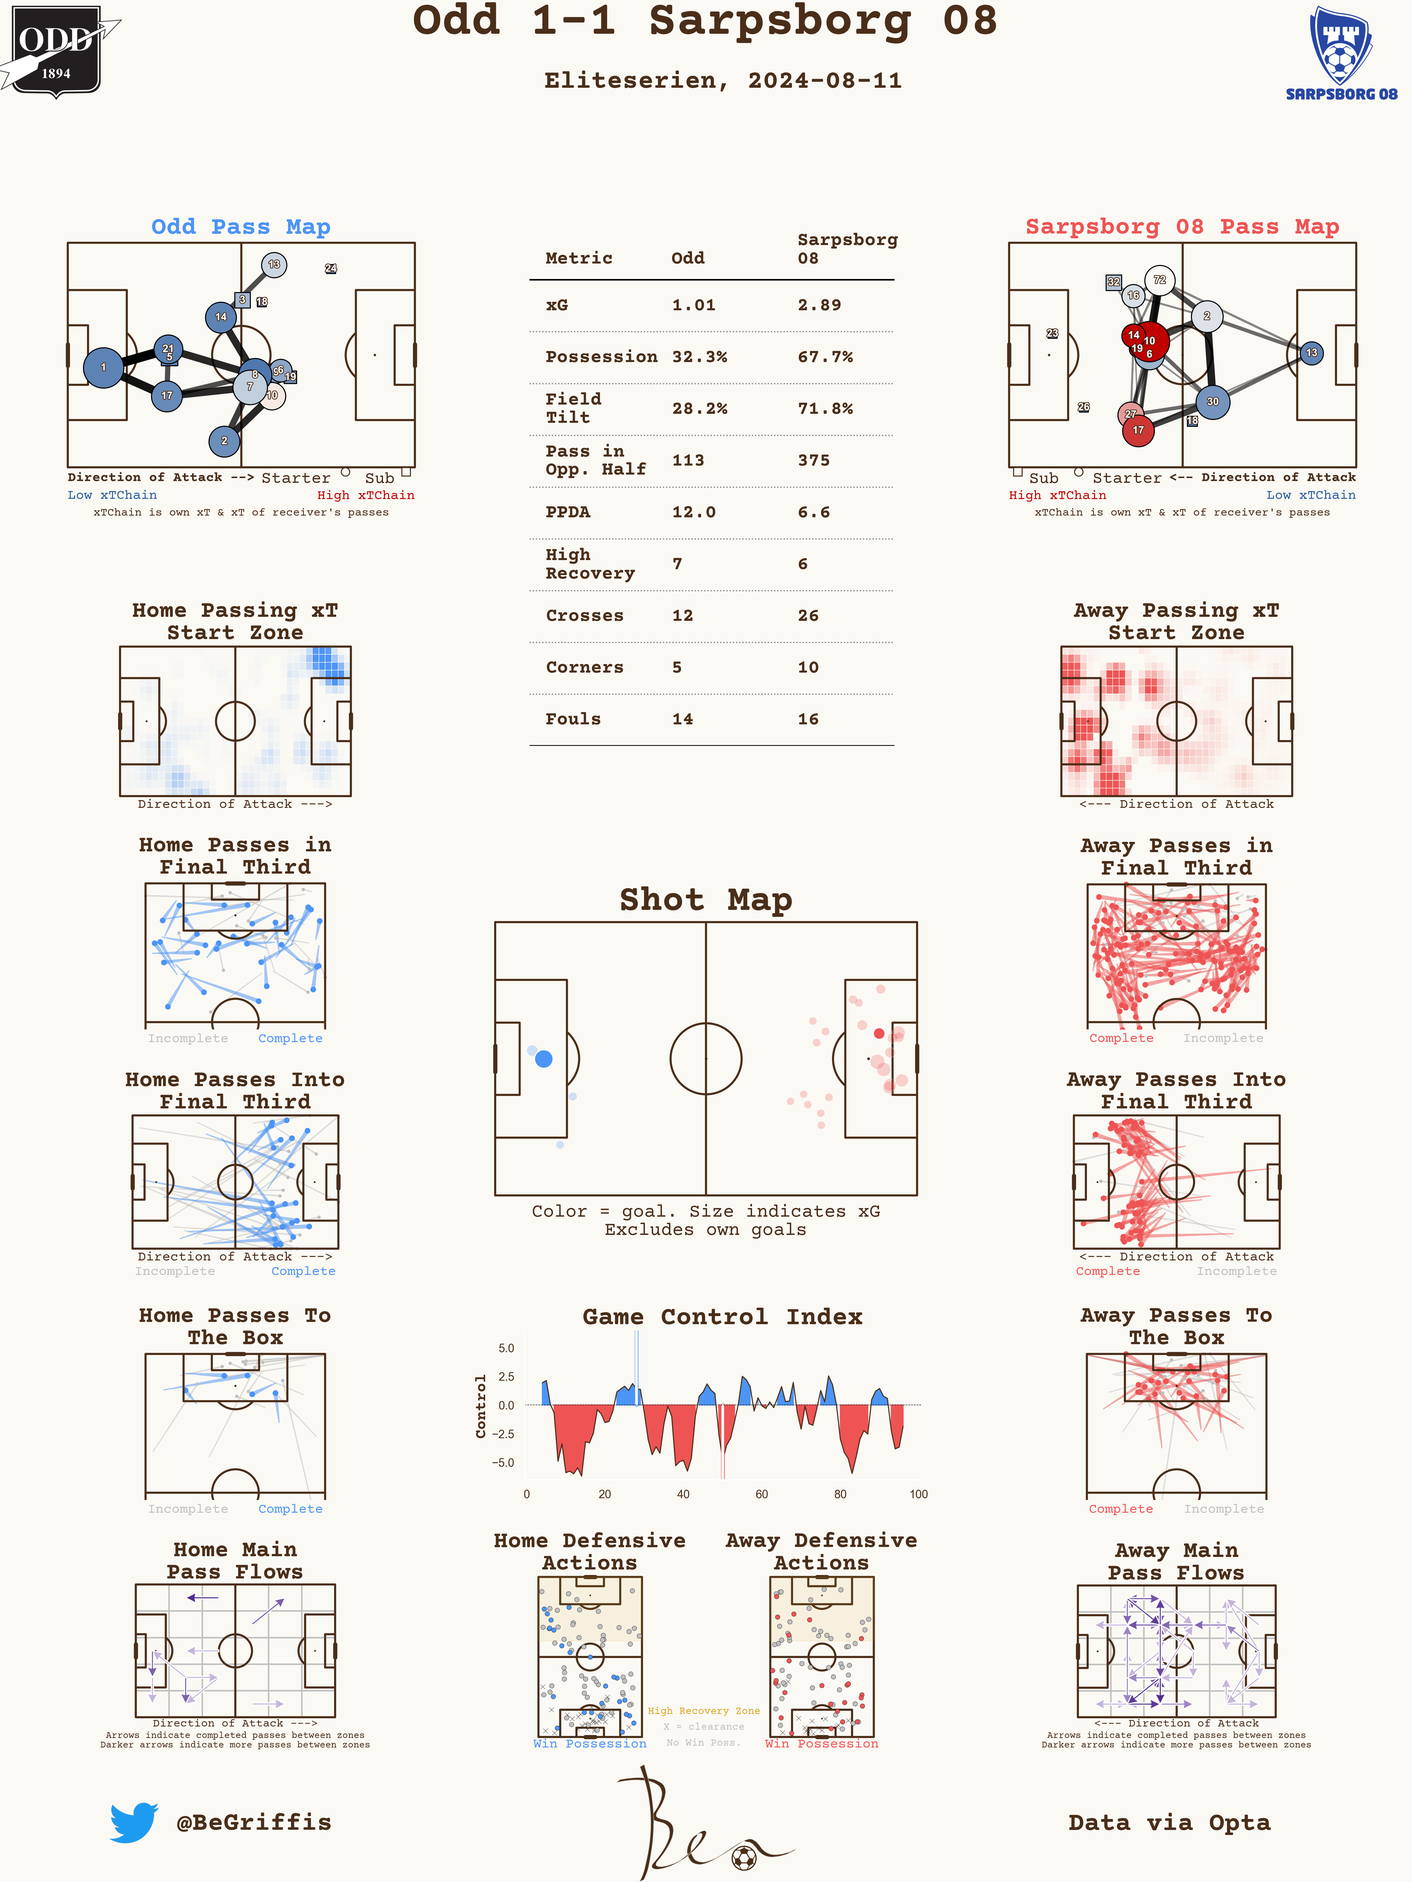 Odd 1-1 Sarpsborg 08
Eliteserien, 2024-08-11
ODD
1894
SARPSBORG 08
Odd Pass Map
13
24
3
18
14
21
5
1
8
9
6
19
7
10
17
2
Direction of Attack --> Starter Sub
Low xTChain High xTChain
xTChain is own xT & xT of receiver's passes
Metric Odd Sarpsborg 08
xG 1.01 2.89
Possession 32.3% 67.7%
Field Tilt 28.2% 71.8%
Pass in Opp. Half 113 375
PPDA 12.0 6.6
High Recovery 7 6
Crosses 12 26
Corners 5 10
Fouls 14 16
Sarpsborg 08 Pass Map
32
72
16
2
23
14
10
19
6
13
30
26
27
18
17
Sub Starter <-- Direction of Attack
High xTChain Low xTChain
xTChain is own xT & xT of receiver's passes
Home Passing xT
Start Zone
Direction of Attack --->
Away Passing xT
Start Zone
<--- Direction of Attack
Home Passes in
Final Third
Incomplete Complete
Away Passes in
Final Third
Complete Incomplete
Shot Map
Color = goal. Size indicates xG
Excludes own goals
Home Passes Into
Final Third
Direction of Attack --->
Incomplete Complete
Away Passes Into
Final Third
<--- Direction of Attack
Complete Incomplete
Home Passes To
The Box
Incomplete Complete
Game Control Index
Control
5.0
2.5
0.0
−2.5
−5.0
0 20 40 60 80 100
Away Passes To
The Box
Complete Incomplete
Home Main
Pass Flows
Direction of Attack --->
Arrows indicate completed passes between zones
Darker arrows indicate more passes between zones
Home Defensive
Actions
Win Possession
Away Defensive
Actions
Win Possession
High Recovery Zone
X = clearance
No Win Poss.
Away Main
Pass Flows
<--- Direction of Attack
Arrows indicate completed passes between zones
Darker arrows indicate more passes between zones
@BeGriffis
Ben
Data via Opta